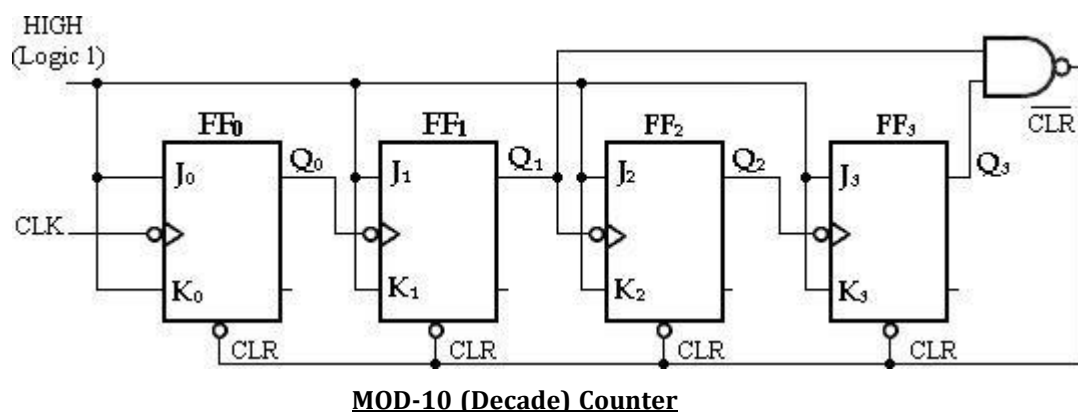 HIGH
(Logic 1)
FF₀ FF₁ FF₂ FF₃
CLR
Q₀ Q₁ Q₂ Q₃
J₀ J₁ J₂ J₃
CLK
K₀ K₁ K₂ K₃
CLR CLR CLR CLR
MOD-10 (Decade) Counter